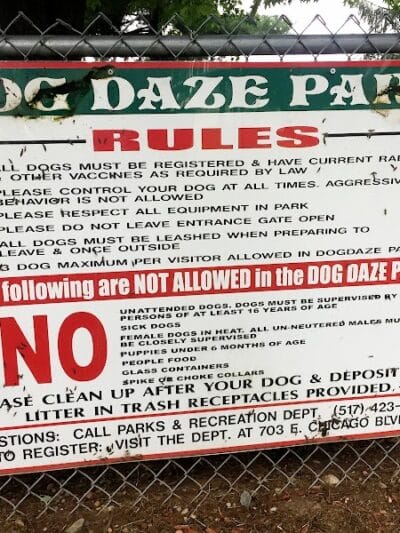 OG DAZE PAR
RULES
ALL DOGS MUST BE REGISTERED & HAVE CURRENT RAB
OTHER VACCINES AS REQUIRED BY LAW
PLEASE CONTROL YOUR DOG AT ALL TIMES. AGGRESSIV
BEHAVIOR IS NOT ALLOWED
PLEASE RESPECT ALL EQUIPMENT IN PARK
PLEASE DO NOT LEAVE ENTRANCE GATE OPEN
ALL DOGS MUST BE LEASHED WHEN PREPARING TO
LEAVE & ONCE OUTSIDE
3 DOG MAXIMUM PER VISITOR ALLOWED IN DOGDAZE PA
following are NOT ALLOWED in the DOG DAZE P
NO
UNATTENDED DOGS. DOGS MUST BE SUPERVISED BY
PERSONS OF AT LEAST 16 YEARS OF AGE
SICK DOGS
FEMALE DOGS IN HEAT. ALL UN-NEUTERED MALES MU
BE CLOSELY SUPERVISED
PUPPIES UNDER 6 MONTHS OF AGE
PEOPLE FOOD
GLASS CONTAINERS
SPIKE OR CHOKE COLLARS
ASE CLEAN UP AFTER YOUR DOG & DEPOSIT
LITTER IN TRASH RECEPTACLES PROVIDED.
STIONS: CALL PARKS & RECREATION DEPT. (517) 423-
TO REGISTER: VISIT THE DEPT. AT 703 E. CHICAGO BLV